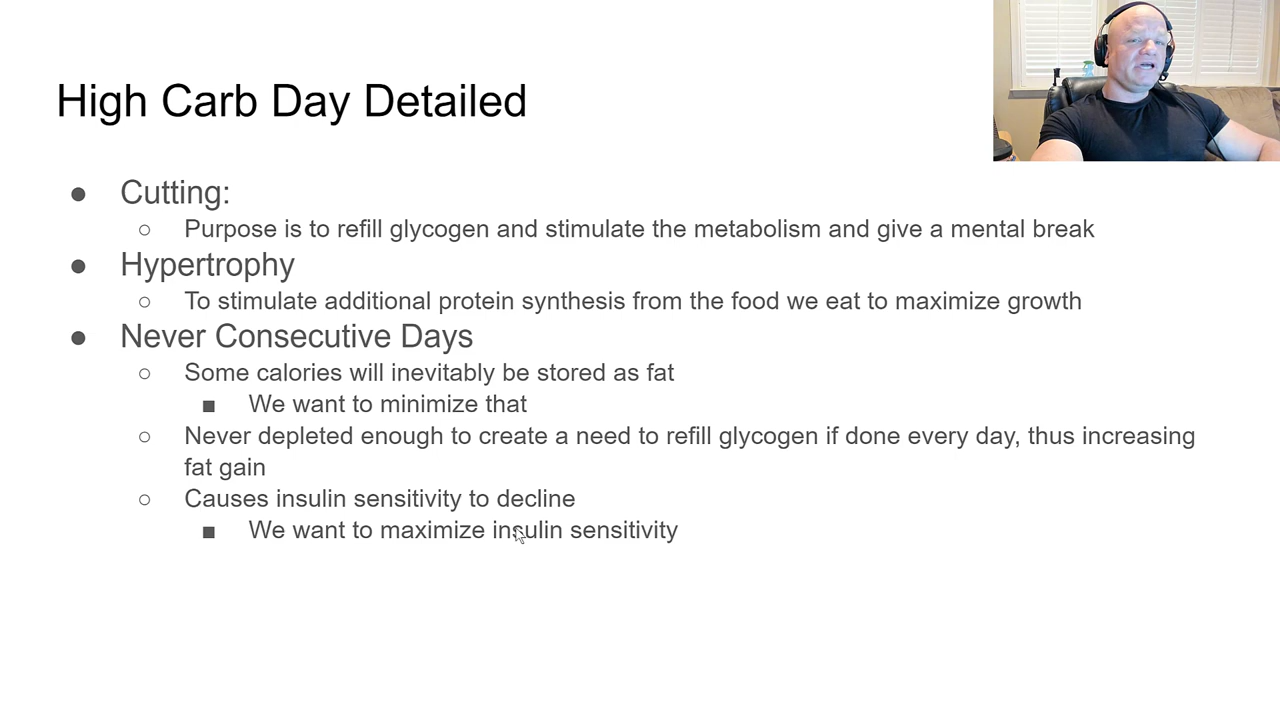 High Carb Day Detailed
● Cutting:
○ Purpose is to refill glycogen and stimulate the metabolism and give a mental break
● Hypertrophy
○ To stimulate additional protein synthesis from the food we eat to maximize growth
● Never Consecutive Days
○ Some calories will inevitably be stored as fat
■ We want to minimize that
○ Never depleted enough to create a need to refill glycogen if done every day, thus increasing
fat gain
○ Causes insulin sensitivity to decline
■ We want to maximize insulin sensitivity